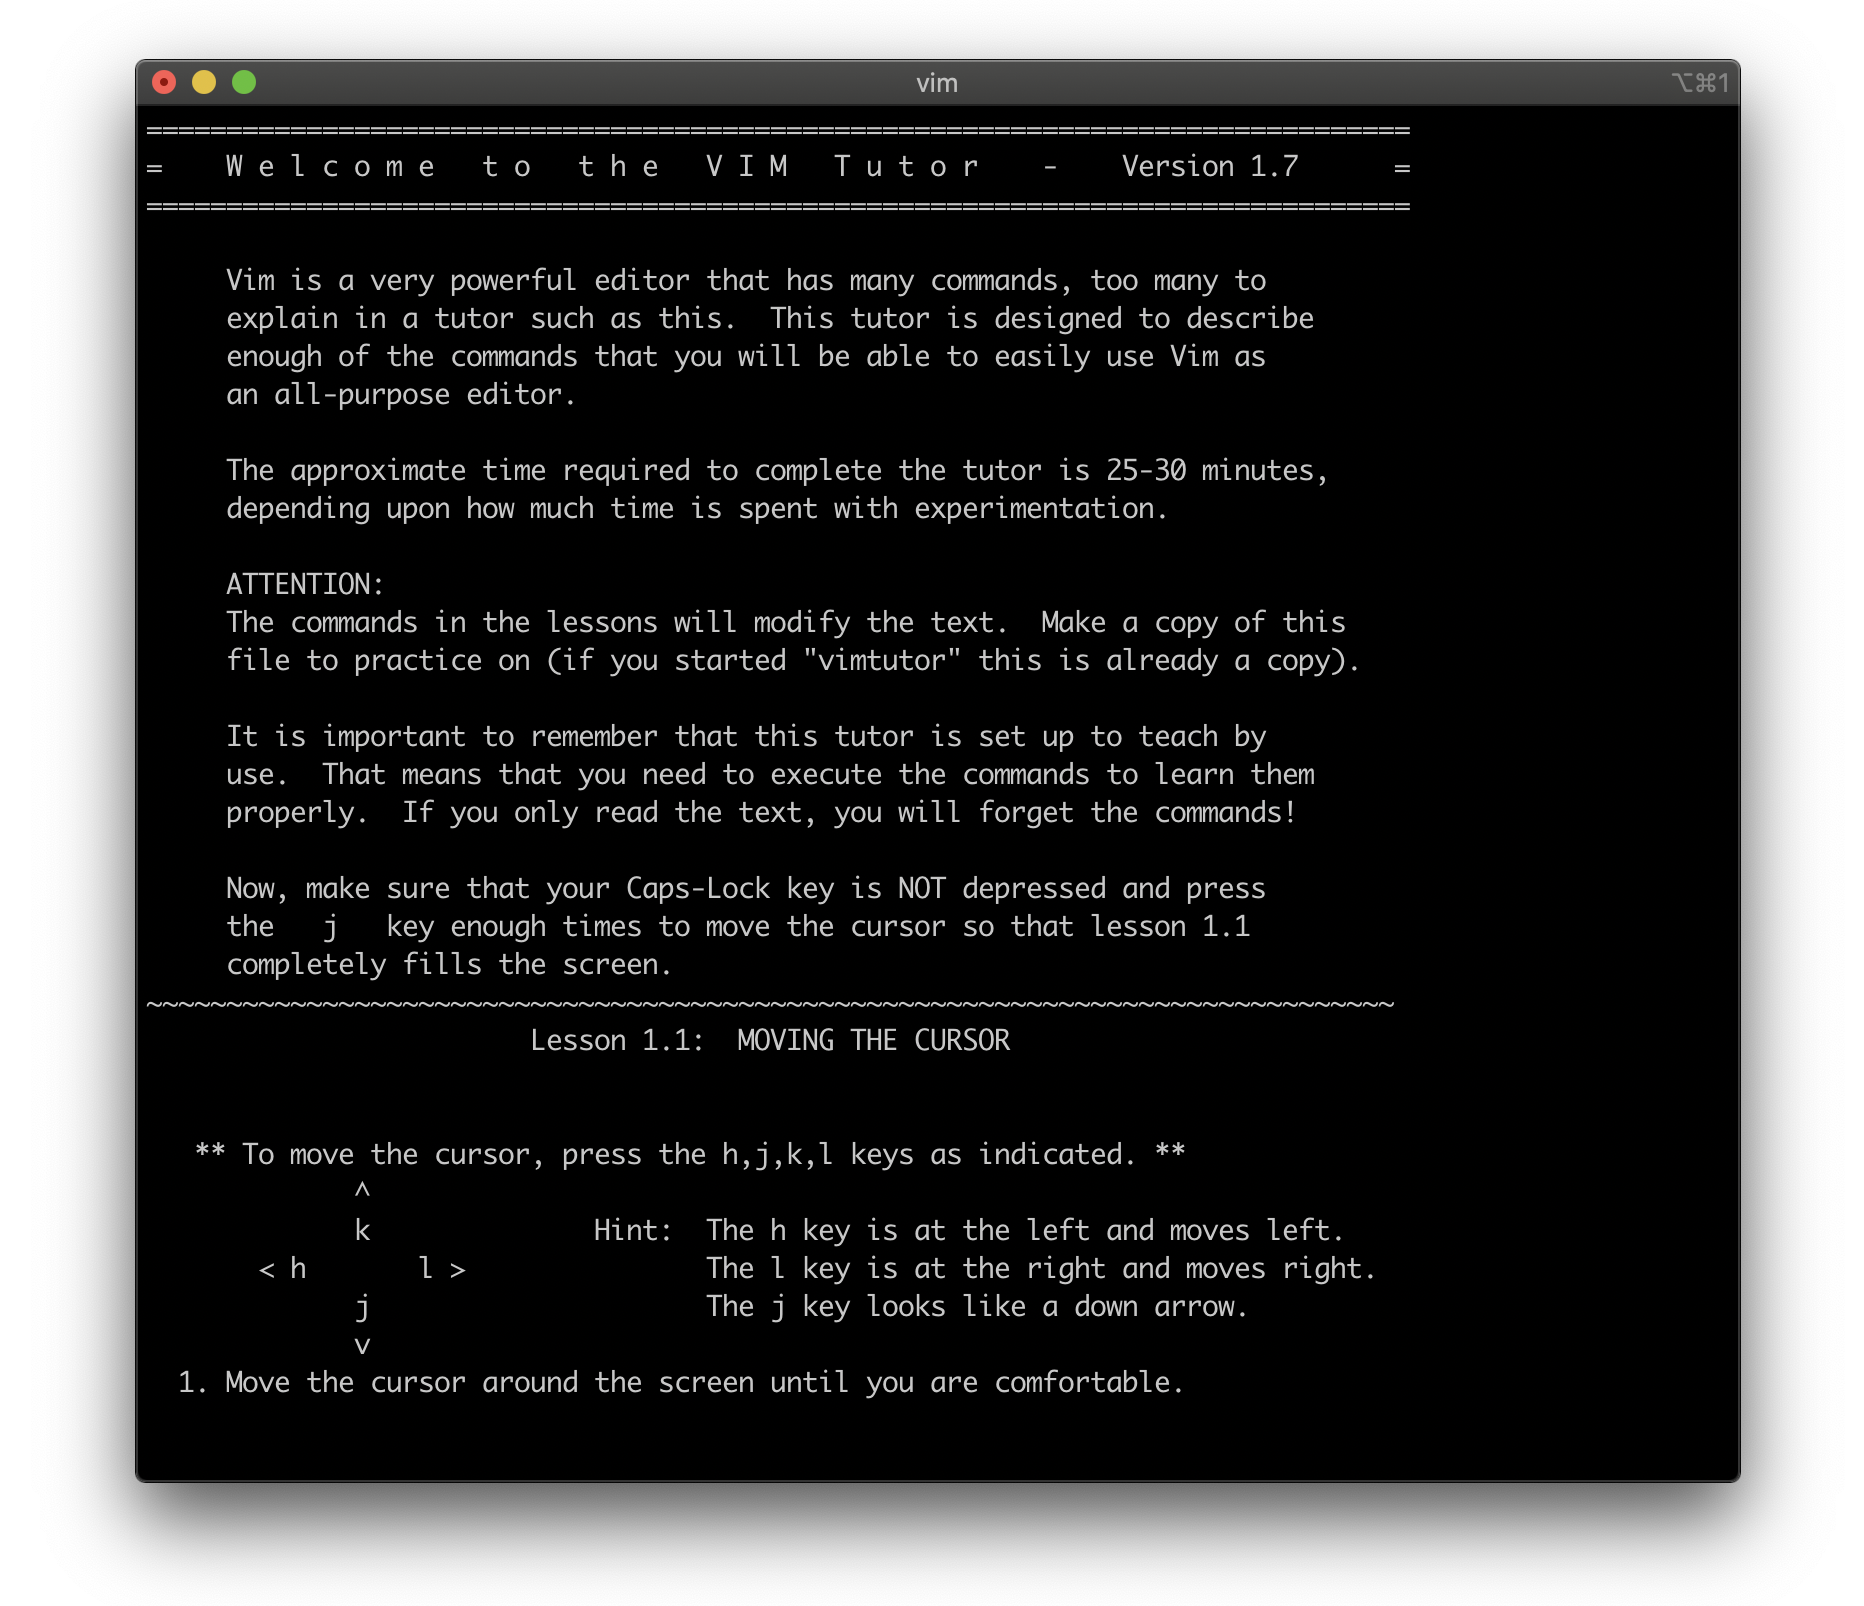 vim
⌥⌘1
===============================================================================
=    W e l c o m e   t o   t h e   V I M   T u t o r    -    Version 1.7      =
===============================================================================
     Vim is a very powerful editor that has many commands, too many to
     explain in a tutor such as this.  This tutor is designed to describe
     enough of the commands that you will be able to easily use Vim as
     an all-purpose editor.
     The approximate time required to complete the tutor is 25-30 minutes,
     depending upon how much time is spent with experimentation.
     ATTENTION:
     The commands in the lessons will modify the text.  Make a copy of this
     file to practice on (if you started "vimtutor" this is already a copy).
     It is important to remember that this tutor is set up to teach by
     use.  That means that you need to execute the commands to learn them
     properly.  If you only read the text, you will forget the commands!
     Now, make sure that your Caps-Lock key is NOT depressed and press
     the   j   key enough times to move the cursor so that lesson 1.1
     completely fills the screen.
~~~~~~~~~~~~~~~~~~~~~~~~~~~~~~~~~~~~~~~~~~~~~~~~~~~~~~~~~~~~~~~~~~~~~~~~~~~~~~
                        Lesson 1.1:  MOVING THE CURSOR
   ** To move the cursor, press the h,j,k,l keys as indicated. **
             ^
             k              Hint:  The h key is at the left and moves left.
       < h       l >               The l key is at the right and moves right.
             j                     The j key looks like a down arrow.
             v
  1. Move the cursor around the screen until you are comfortable.